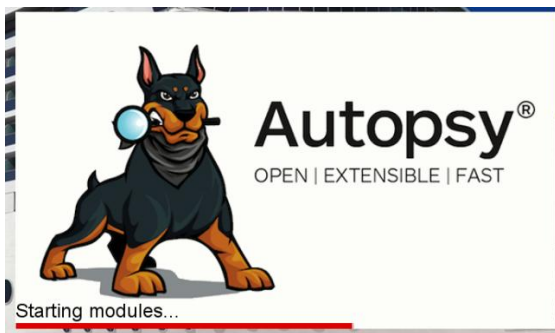 Autopsy®
OPEN | EXTENSIBLE | FAST
Starting modules...